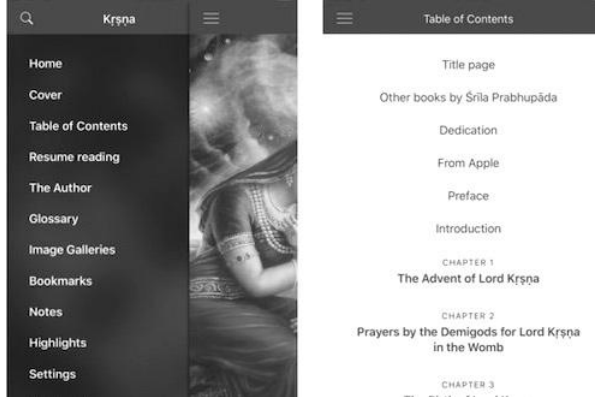 Kṛṣṇa
Home
Cover
Table of Contents
Resume reading
The Author
Glossary
Image Galleries
Bookmarks
Notes
Highlights
Settings
Table of Contents
Title page
Other books by Śrīla Prabhupāda
Dedication
From Apple
Preface
Introduction
CHAPTER 1
The Advent of Lord Kṛṣṇa
CHAPTER 2
Prayers by the Demigods for Lord Kṛṣṇa
in the Womb
CHAPTER 3